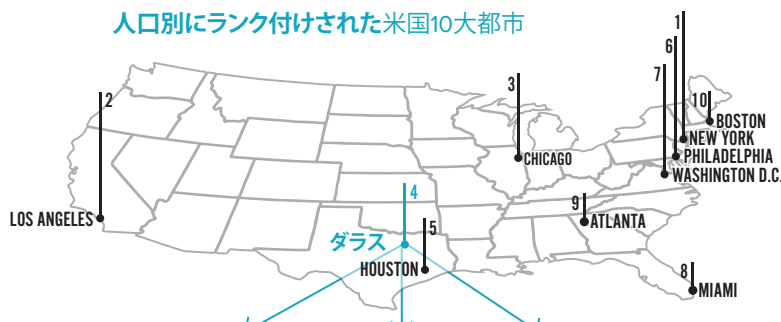 人口別にランク付けされた米国10大都市
1
6
7
3
2
10
BOSTON
NEW YORK
CHICAGO
PHILADELPHIA
WASHINGTON D.C.
4
9
LOS ANGELES
5
ATLANTA
ダラス
HOUSTON
8
MIAMI